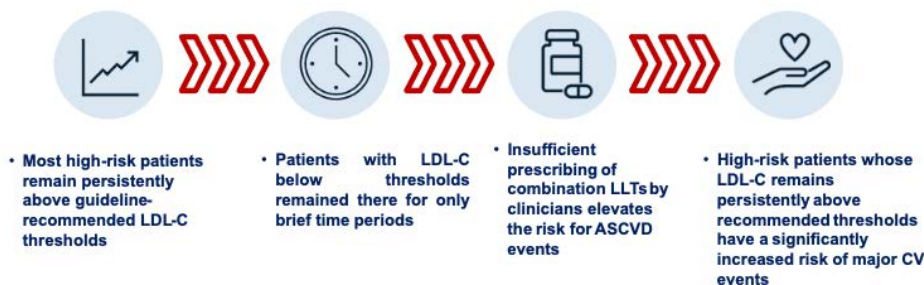 • Most high-risk patients
remain persistently
above guideline-
recommended LDL-C
thresholds
• Patients with LDL-C
below thresholds
remained there for only
brief time periods
• Insufficient
prescribing of
combination LLTs by
clinicians elevates
the risk for ASCVD
events
• High-risk patients whose
LDL-C remains
persistently above
recommended thresholds
have a significantly
increased risk of major CV
events